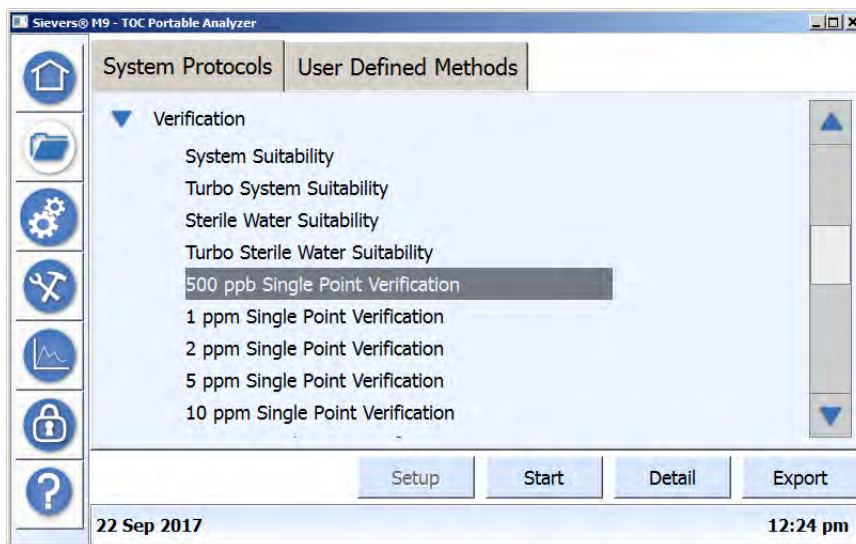 Sievers® M9 - TOC Portable Analyzer
System Protocols
User Defined Methods
Verification
System Suitability
Turbo System Suitability
Sterile Water Suitability
Turbo Sterile Water Suitability
500 ppb Single Point Verification
1 ppm Single Point Verification
2 ppm Single Point Verification
5 ppm Single Point Verification
10 ppm Single Point Verification
Setup
Start
Detail
Export
22 Sep 2017
12:24 pm